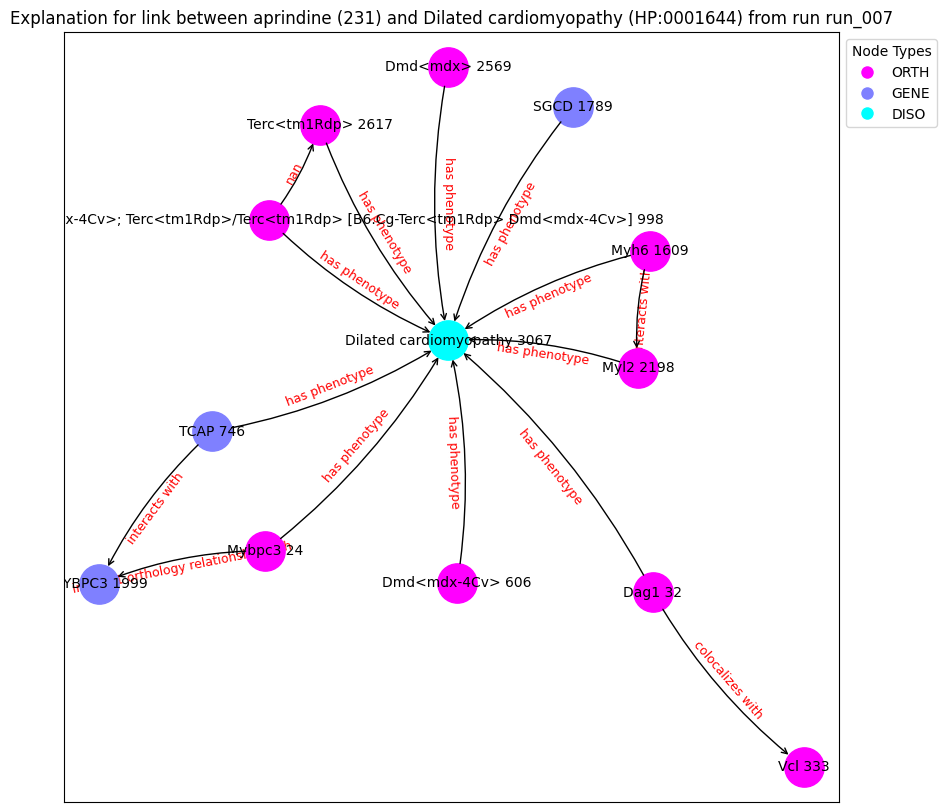 Explanation for link between aprindine (231) and Dilated cardiomyopathy (HP:0001644) from run run_007
Node Types
ORTH
GENE
DISO
Dmd<mdx> 2569
SGCD 1789
Terc<tm1Rdp> 2617
nan
has phenotype
has phenotype
has phenotype
x-4Cv>; Terc<tm1Rdp>/Terc<tm1Rdp> [B6.Cg-Terc<tm1Rdp> Dmd<mdx-4Cv>] 998
Myh6 1609
has phenotype
has phenotype
teracts with
Dilated cardiomyopathy 3067
has phenotype
Myl2 2198
has phenotype
TCAP 746
has phenotype
has phenotype
has phenotype
interacts with
Mybpc3 24
orthology relations
YBPC3 1999
Dmd<mdx-4Cv> 606
Dag1 32
colocalizes with
Vcl 333